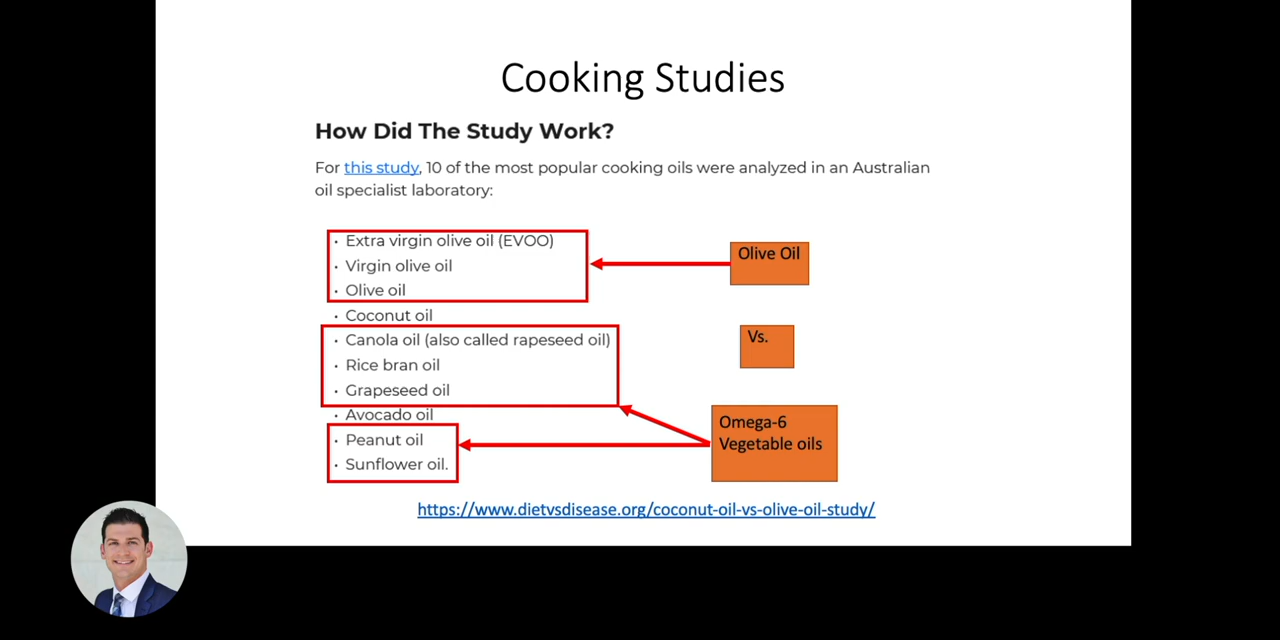 Cooking Studies
How Did The Study Work?
For this study, 10 of the most popular cooking oils were analyzed in an Australian
oil specialist laboratory:
· Extra virgin olive oil (EVOO)
· Virgin olive oil
· Olive oil
· Coconut oil
· Canola oil (also called rapeseed oil)
· Rice bran oil
· Grapeseed oil
· Avocado oil
· Peanut oil
· Sunflower oil.
Olive Oil
Vs.
Omega-6
Vegetable oils
https://www.dietvsdisease.org/coconut-oil-vs-olive-oil-study/